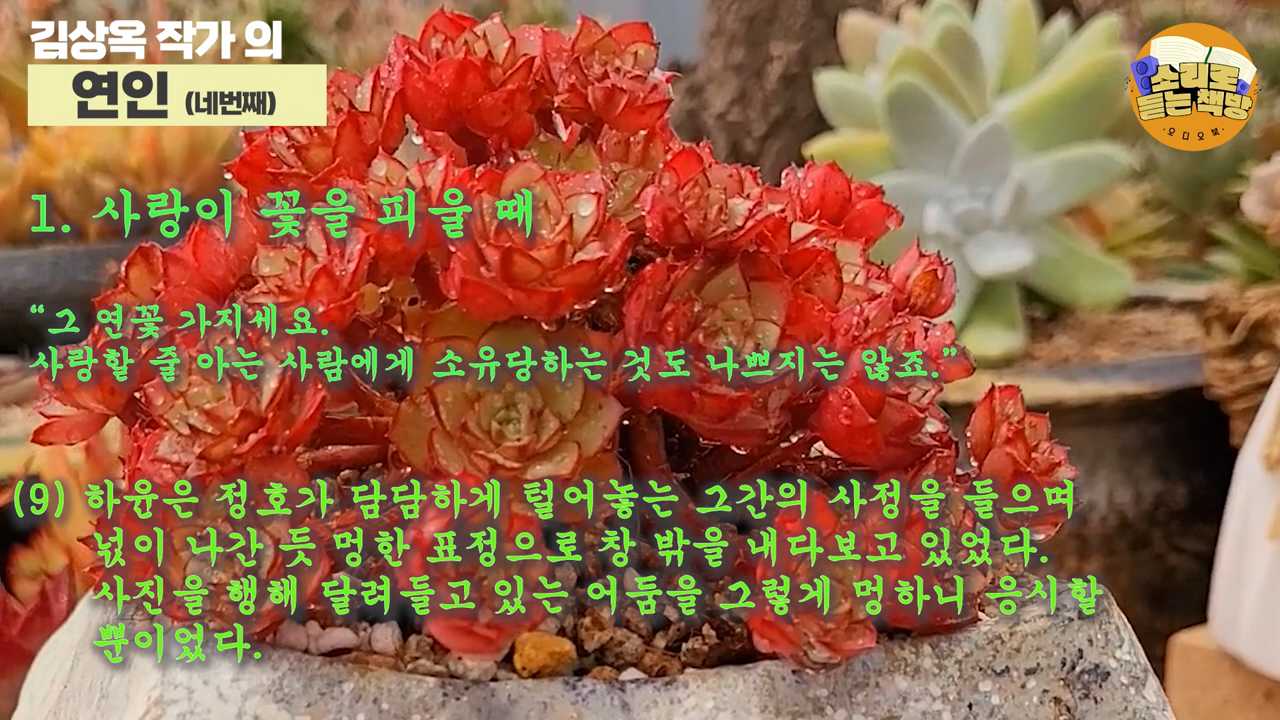 김상옥 작가 의
연인 (네번째)
소리로
듣는 책방
·오디오북·
1. 사랑이 꽃을 피울 때
“그 연꽃 가지세요.
사랑할 줄 아는 사람에게 소유당하는 것도 나쁘지는 않죠.”
(9) 하윤은 정호가 담담하게 털어놓는 그간의 사정을 들으며
넋이 나간 듯 멍한 표정으로 창 밖을 내다보고 있었다.
사진을 행해 달려들고 있는 어둠을 그렇게 멍하니 응시할
뿐이었다.